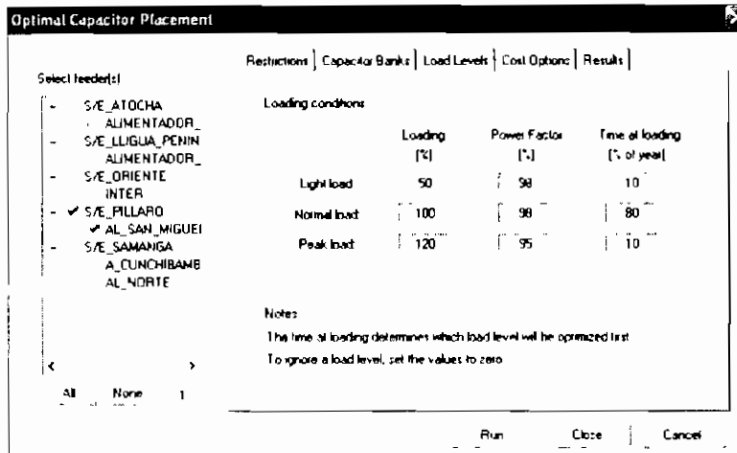 Optimal Capacitor Placement
Restrictions | Capacitor Banks | Load Levels | Cost Options | Results
Select feeder(s)
- S/E_ATOCHA
ALIMENTADOR_
- S/E_LLIGUA_PENIN
ALIMENTADOR_
- S/E_ORIENTE
INTER
- ✔ S/E_PILLARO
✔ AL_SAN_MIGUEl
- S/E_SAMANGA
A_CUNCHIBAMB
AL_NORTE
< >
All None 1
Loading conditions
Loading Power Factor Time at loading
[%] [%] [% of year]
Light load 50 98 10
Normal load 100 98 80
Peak load 120 95 10
Notes
The time at loading determines which load level will be optimized first
To ignore a load level, set the values to zero
Run Close Cancel